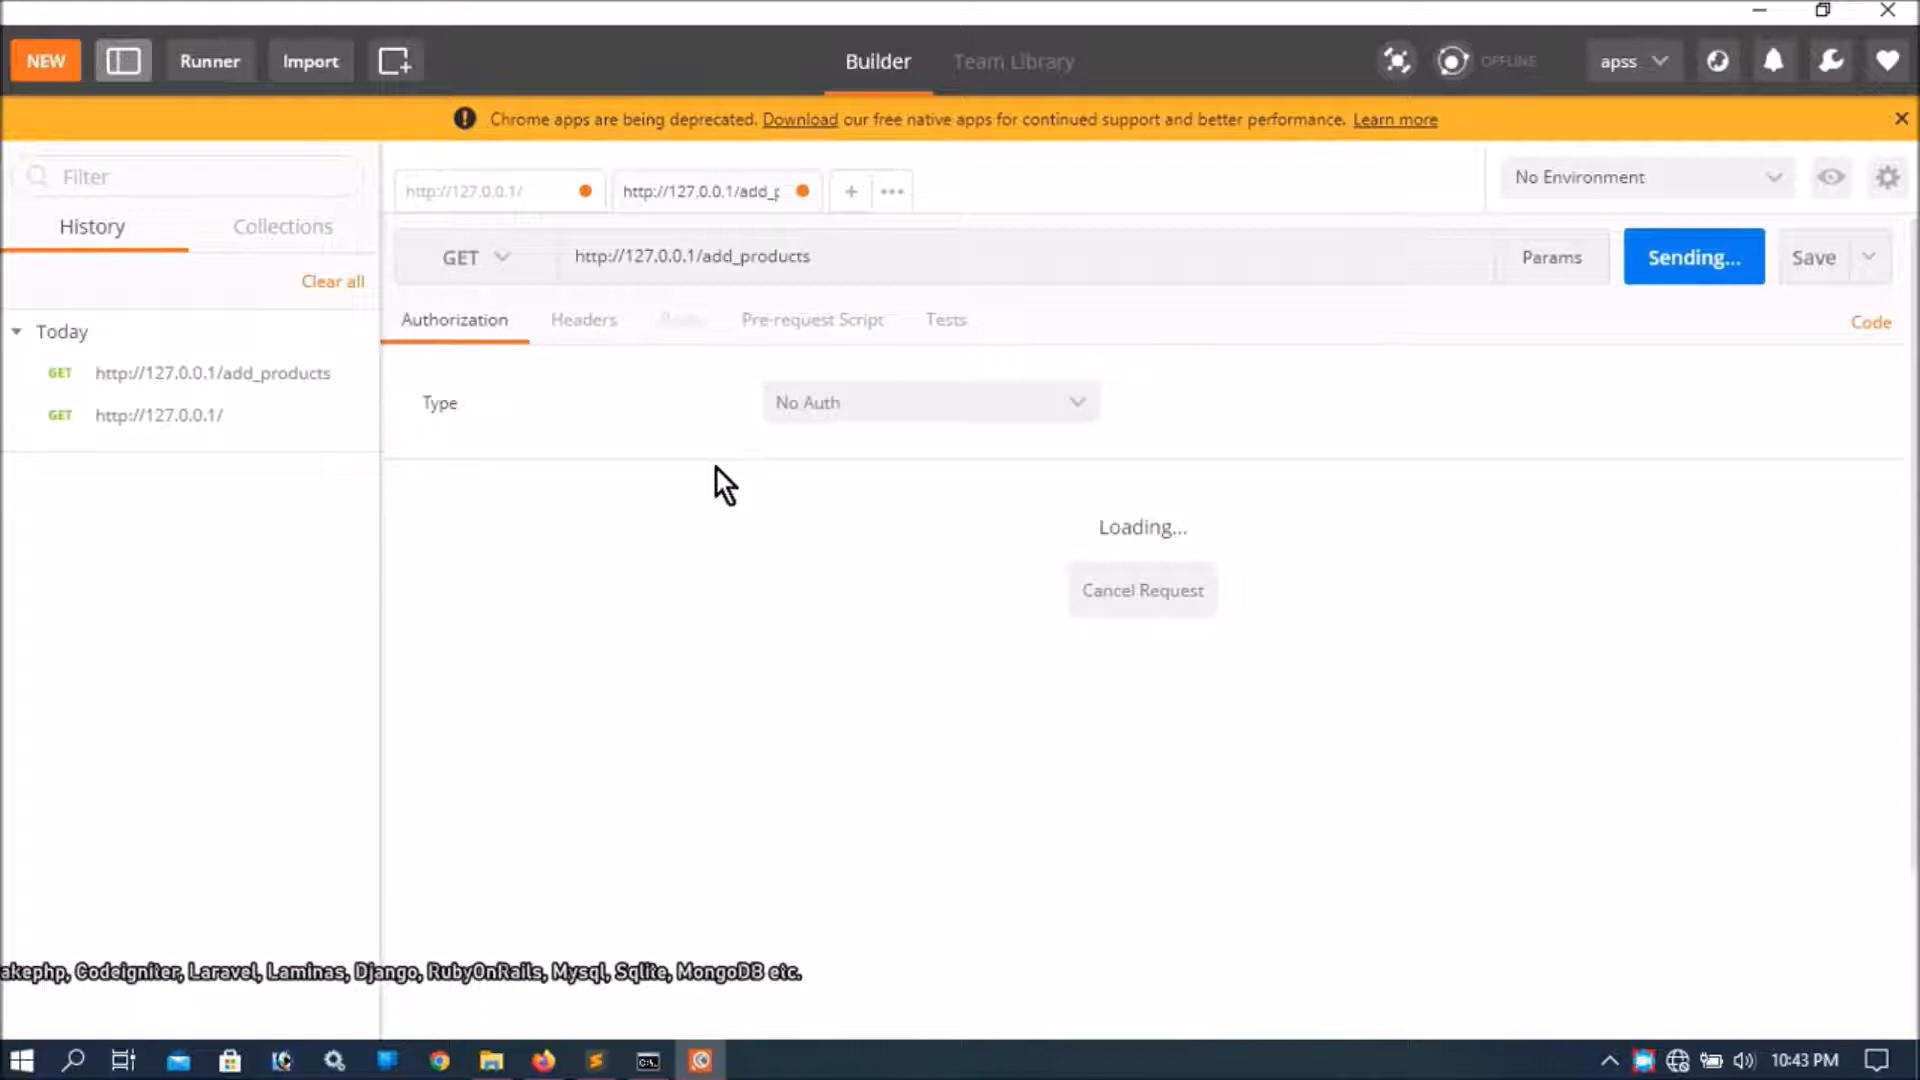 NEW
Runner
Import
Builder
Team Library
OFFLINE
apss
Chrome apps are being deprecated. Download our free native apps for continued support and better performance. Learn more
Filter
http://127.0.0.1/
http://127.0.0.1/add_p
+
No Environment
History
Collections
GET
http://127.0.0.1/add_products
Params
Sending...
Save
Clear all
Authorization
Headers
Body
Pre-request Script
Tests
Code
Today
GET http://127.0.0.1/add_products
GET http://127.0.0.1/
Type
No Auth
Loading...
Cancel Request
akephp, Codeigniter, Laravel, Laminas, Django, RubyOnRails, Mysql, Sqlite, MongoDB etc.
10:43 PM